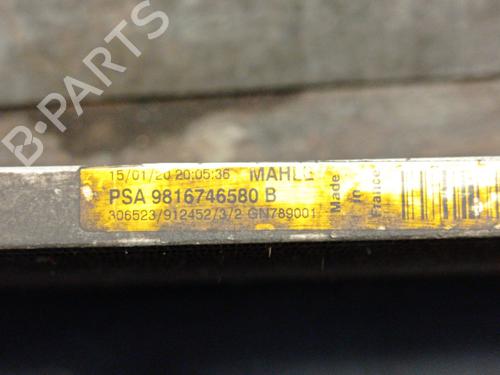 B-PARTS
15/01/20 20:05:36 MAHLE
PSA 9816746580 B
306523/912452/3/2 GN789001
Made
in
France